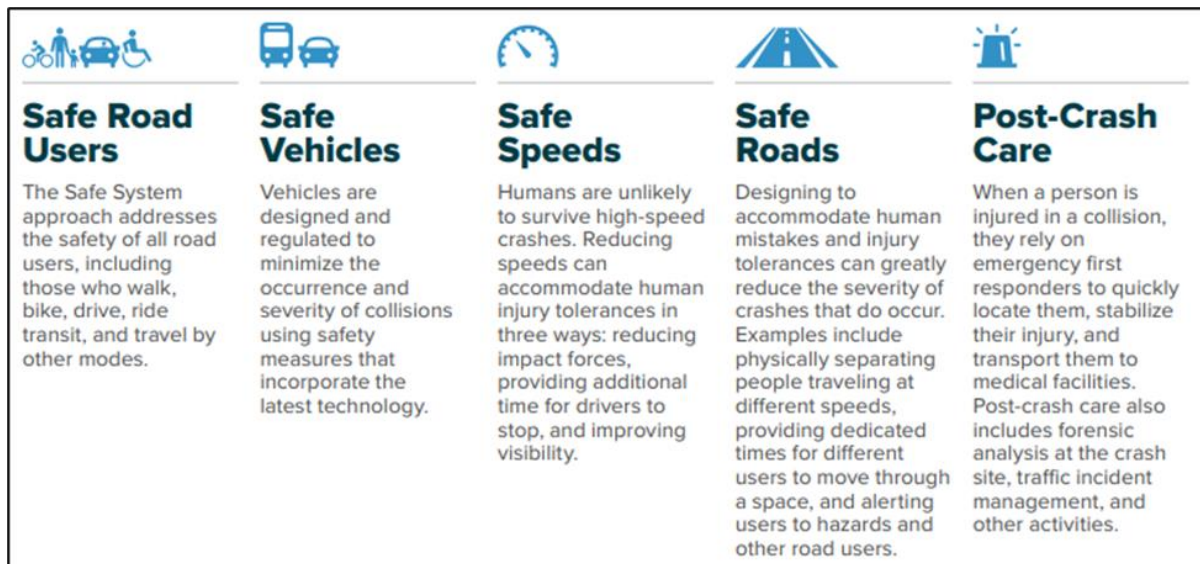 Safe Road
Users
The Safe System
approach addresses
the safety of all road
users, including
those who walk,
bike, drive, ride
transit, and travel by
other modes.
Safe
Vehicles
Vehicles are
designed and
regulated to
minimize the
occurrence and
severity of collisions
using safety
measures that
incorporate the
latest technology.
Safe
Speeds
Humans are unlikely
to survive high-speed
crashes. Reducing
speeds can
accommodate human
injury tolerances in
three ways: reducing
impact forces,
providing additional
time for drivers to
stop, and improving
visibility.
Safe
Roads
Designing to
accommodate human
mistakes and injury
tolerances can greatly
reduce the severity of
crashes that do occur.
Examples include
physically separating
people traveling at
different speeds,
providing dedicated
times for different
users to move through
a space, and alerting
users to hazards and
other road users.
Post-Crash
Care
When a person is
injured in a collision,
they rely on
emergency first
responders to quickly
locate them, stabilize
their injury, and
transport them to
medical facilities.
Post-crash care also
includes forensic
analysis at the crash
site, traffic incident
management, and
other activities.